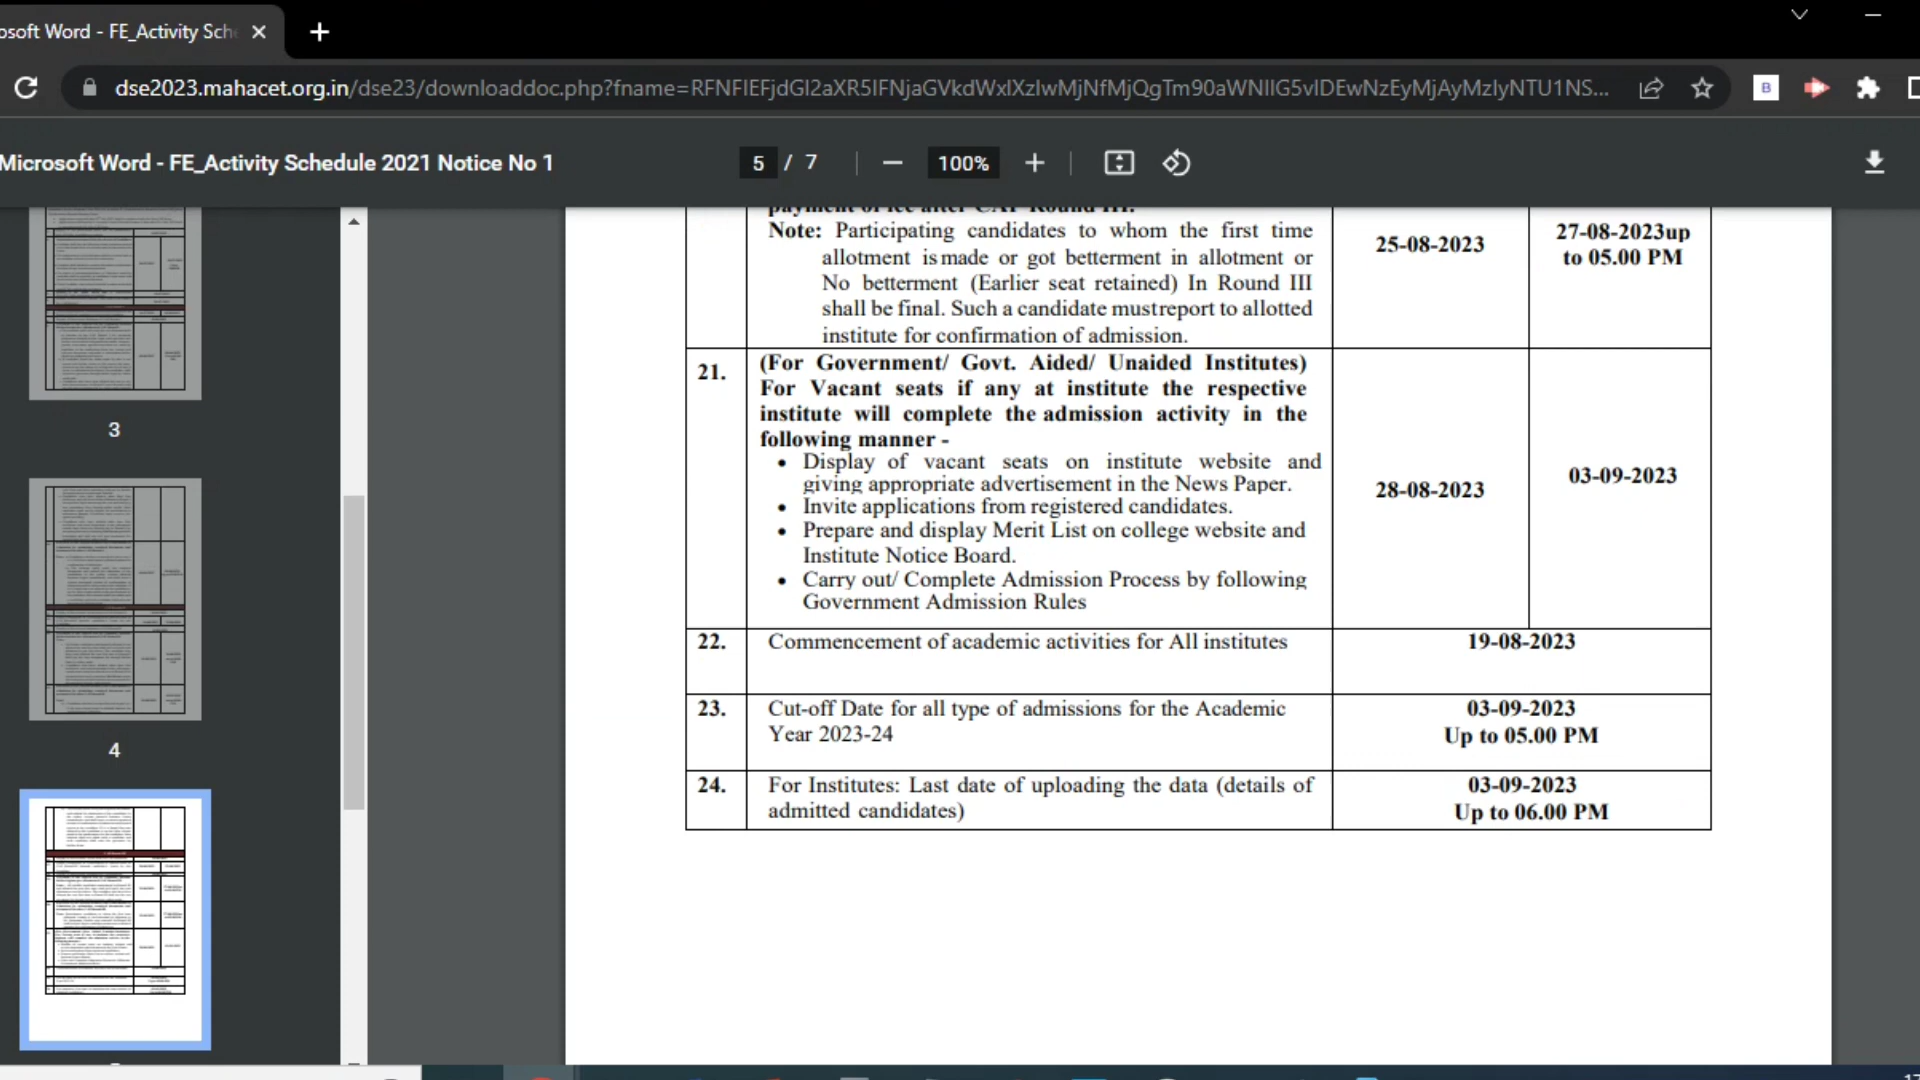 osoft Word - FE_Activity Sch
dse2023.mahacet.org.in/dse23/downloaddoc.php?fname=RFNFIEFjdGl2aXR5IFNjaGVkdWxlXzIwMjNfMjQgTm90aWNlIG5vIDEwNzEyMjAyMzIyNTU1NS...
B
Microsoft Word - FE_Activity Schedule 2021 Notice No 1
5 / 7
100%
payment of fee after CAP Round III.
Note: Participating candidates to whom the first time
allotment is made or got betterment in allotment or
No betterment (Earlier seat retained) In Round III
shall be final. Such a candidate mustreport to allotted
institute for confirmation of admission.
25-08-2023
27-08-2023up
to 05.00 PM
21.
(For Government/ Govt. Aided/ Unaided Institutes)
For Vacant seats if any at institute the respective
institute will complete the admission activity in the
following manner -
• Display of vacant seats on institute website and
giving appropriate advertisement in the News Paper.
• Invite applications from registered candidates.
• Prepare and display Merit List on college website and
Institute Notice Board.
• Carry out/ Complete Admission Process by following
Government Admission Rules
28-08-2023
03-09-2023
22.
Commencement of academic activities for All institutes
19-08-2023
23.
Cut-off Date for all type of admissions for the Academic
Year 2023-24
03-09-2023
Up to 05.00 PM
24.
For Institutes: Last date of uploading the data (details of
admitted candidates)
03-09-2023
Up to 06.00 PM
3
4